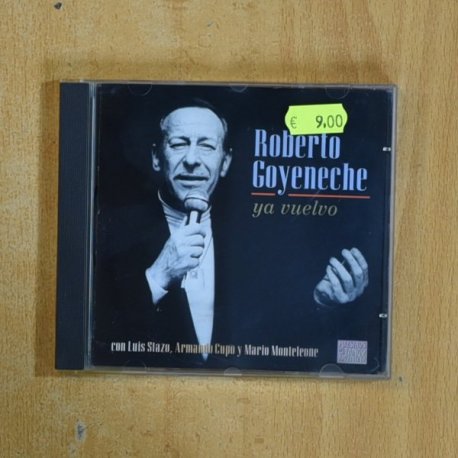 € 9,00
Roberto
Goyeneche
ya vuelvo
con Luis Stazo, Armando Cupo y Mario Monteleone